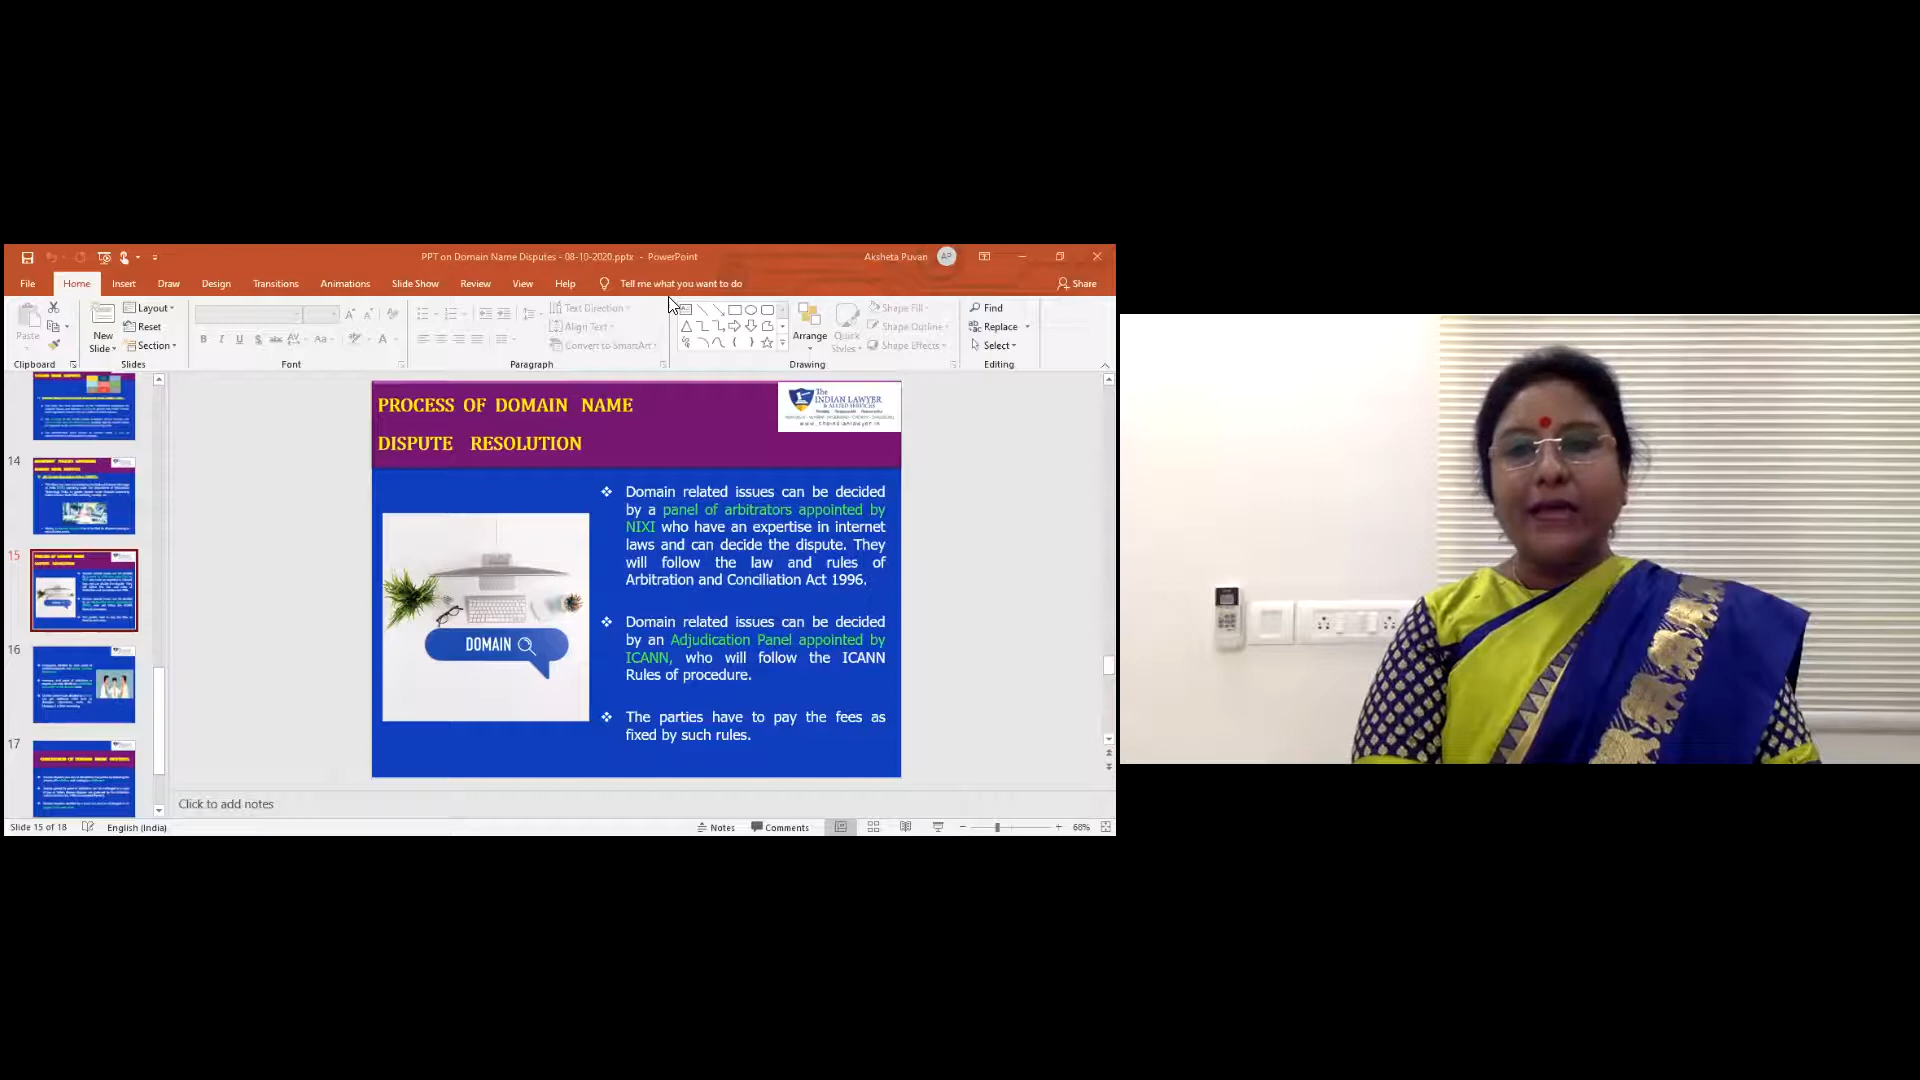 PPT on Domain Name Disputes - 08-10-2020.pptx - PowerPoint
Aksheta Puvan AP
File Home Insert Draw Design Transitions Animations Slide Show Review View Help Tell me what you want to do Share
Paste
Clipboard
New
Slide
Layout
Reset
Section
Slides
Font
Text Direction
Align Text
Convert to SmartArt
Paragraph
Arrange
Quick
Styles
Shape Fill
Shape Outline
Shape Effects
Drawing
Find
Replace
Select
Editing
14
15
16
17
PROCESS OF DOMAIN NAME
DISPUTE RESOLUTION
The
INDIAN LAWYER
& ALLIED SERVICES
www.theindianlawyer.in
DOMAIN
❖ Domain related issues can be decided
by a panel of arbitrators appointed by
NIXI who have an expertise in internet
laws and can decide the dispute. They
will follow the law and rules of
Arbitration and Conciliation Act 1996.
❖ Domain related issues can be decided
by an Adjudication Panel appointed by
ICANN, who will follow the ICANN
Rules of procedure.
❖ The parties have to pay the fees as
fixed by such rules.
Click to add notes
Slide 15 of 18 English (India) Notes Comments 68%